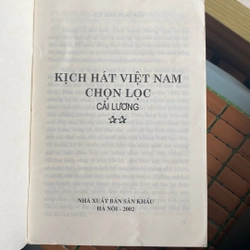 KỊCH HÁT VIỆT NAM
CHỌN LỌC
CẢI LƯƠNG
NHÀ XUẤT BẢN SÂN KHẤU
HÀ NỘI - 2002